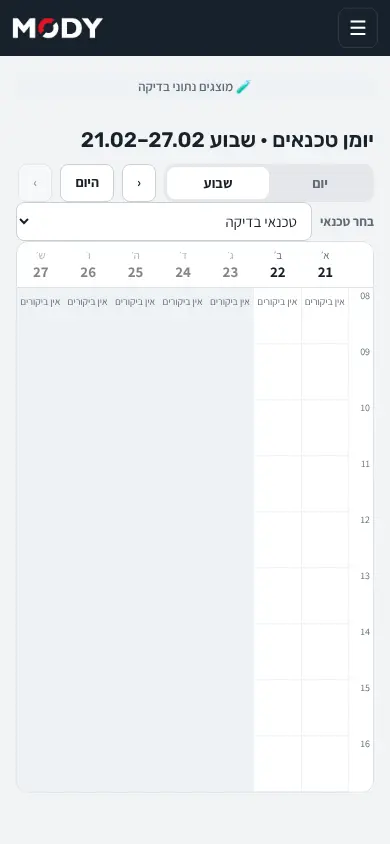 MODY
☰
🧪 מוצגים נתוני בדיקה
יומן טכנאים • שבוע 21.02–27.02
יום שבוע ‹ היום ›
בחר טכנאי טכנאי בדיקה
א׳ ב׳ ג׳ ד׳ ה׳ ו׳ ש׳
21 22 23 24 25 26 27
08 אין ביקורים אין ביקורים אין ביקורים אין ביקורים אין ביקורים אין ביקורים אין ביקורים
09
10
11
12
13
14
15
16